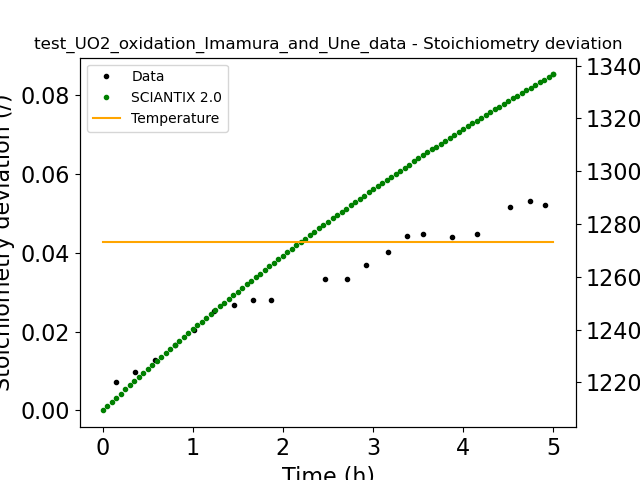 test_UO2_oxidation_Imamura_and_Une_data - Stoichiometry deviation
Data
SCIANTIX 2.0
Temperature
Stoichiometry deviation (/)
0.08
0.06
0.04
0.02
0.00
1340
1320
1300
1280
1260
1240
1220
0 1 2 3 4 5
Time (h)